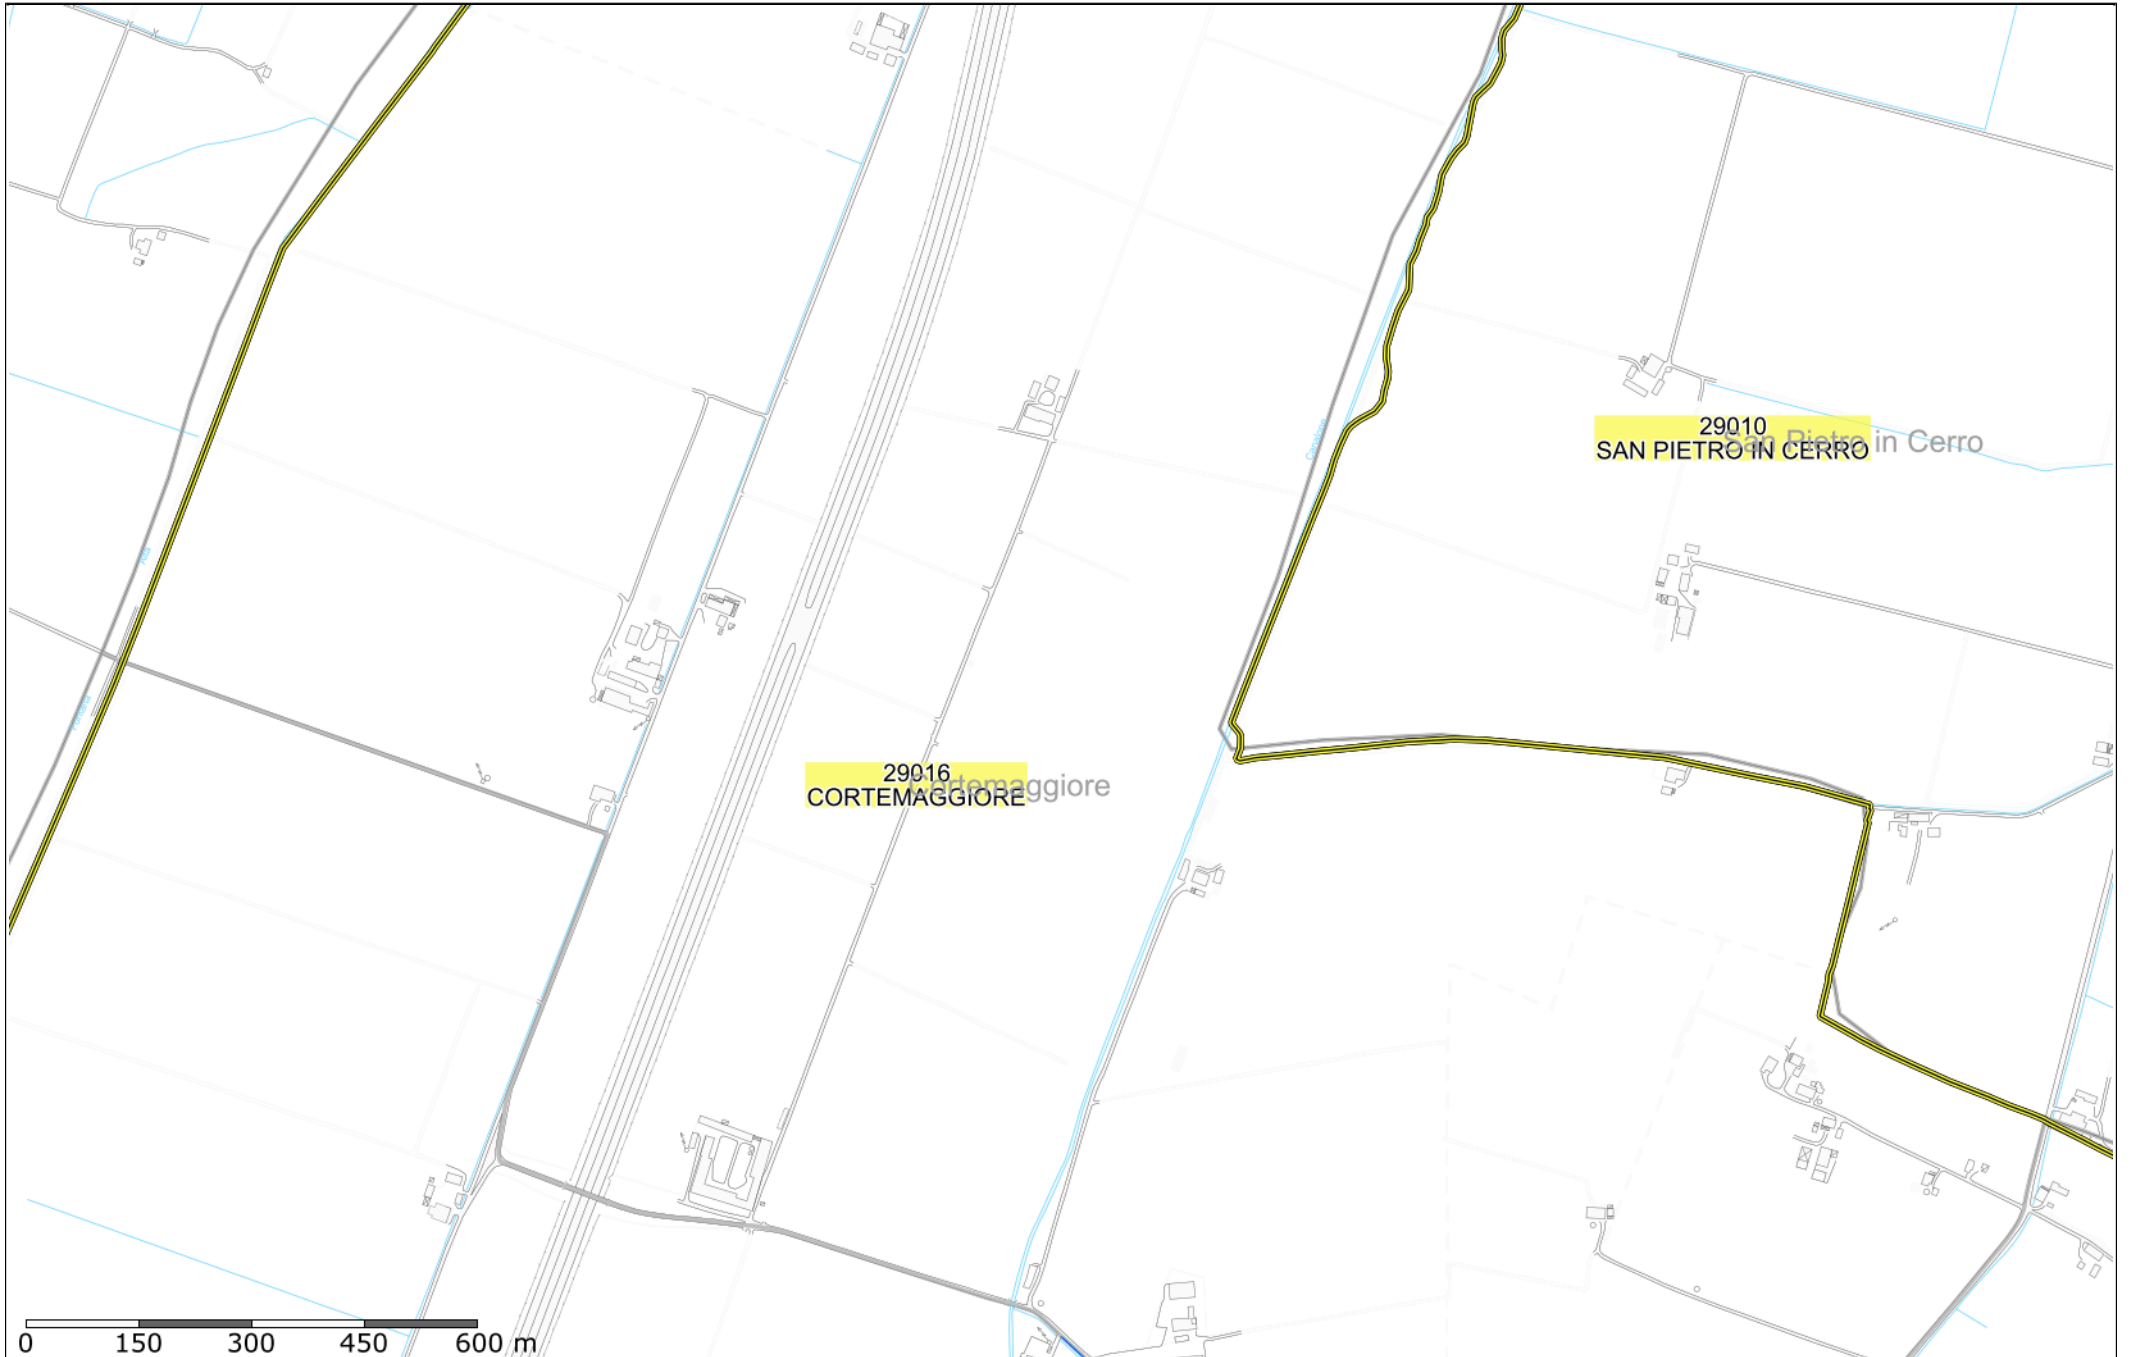 29010
SAN PIETRO IN CERRO
San Pietro in Cerro
29016
CORTEMAGGIORE
Cortemaggiore
0 150 300 450 600 m